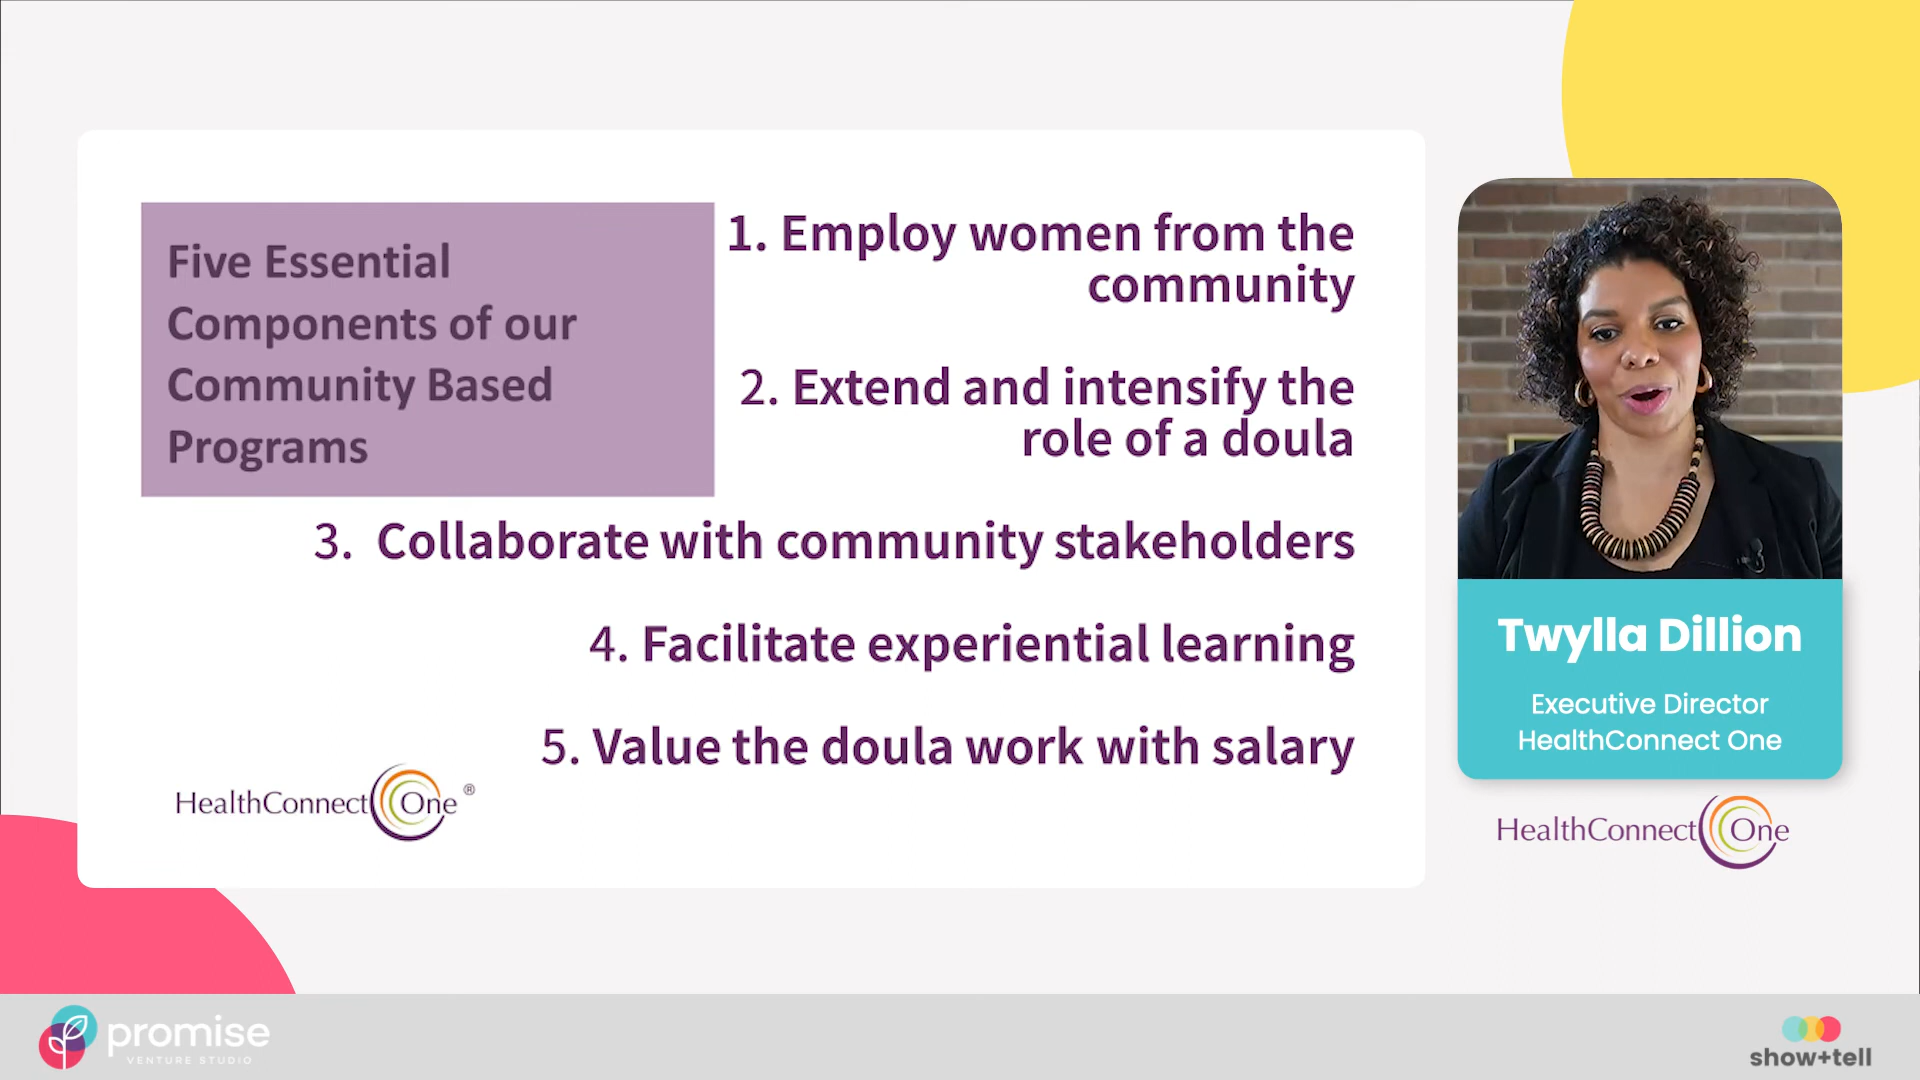 Five Essential
Components of our
Community Based
Programs
1. Employ women from the
community
2. Extend and intensify the
role of a doula
3. Collaborate with community stakeholders
4. Facilitate experiential learning
5. Value the doula work with salary
HealthConnect One ®
Twylla Dillion
Executive Director
HealthConnect One
HealthConnect One
promise
VENTURE STUDIO
show+tell